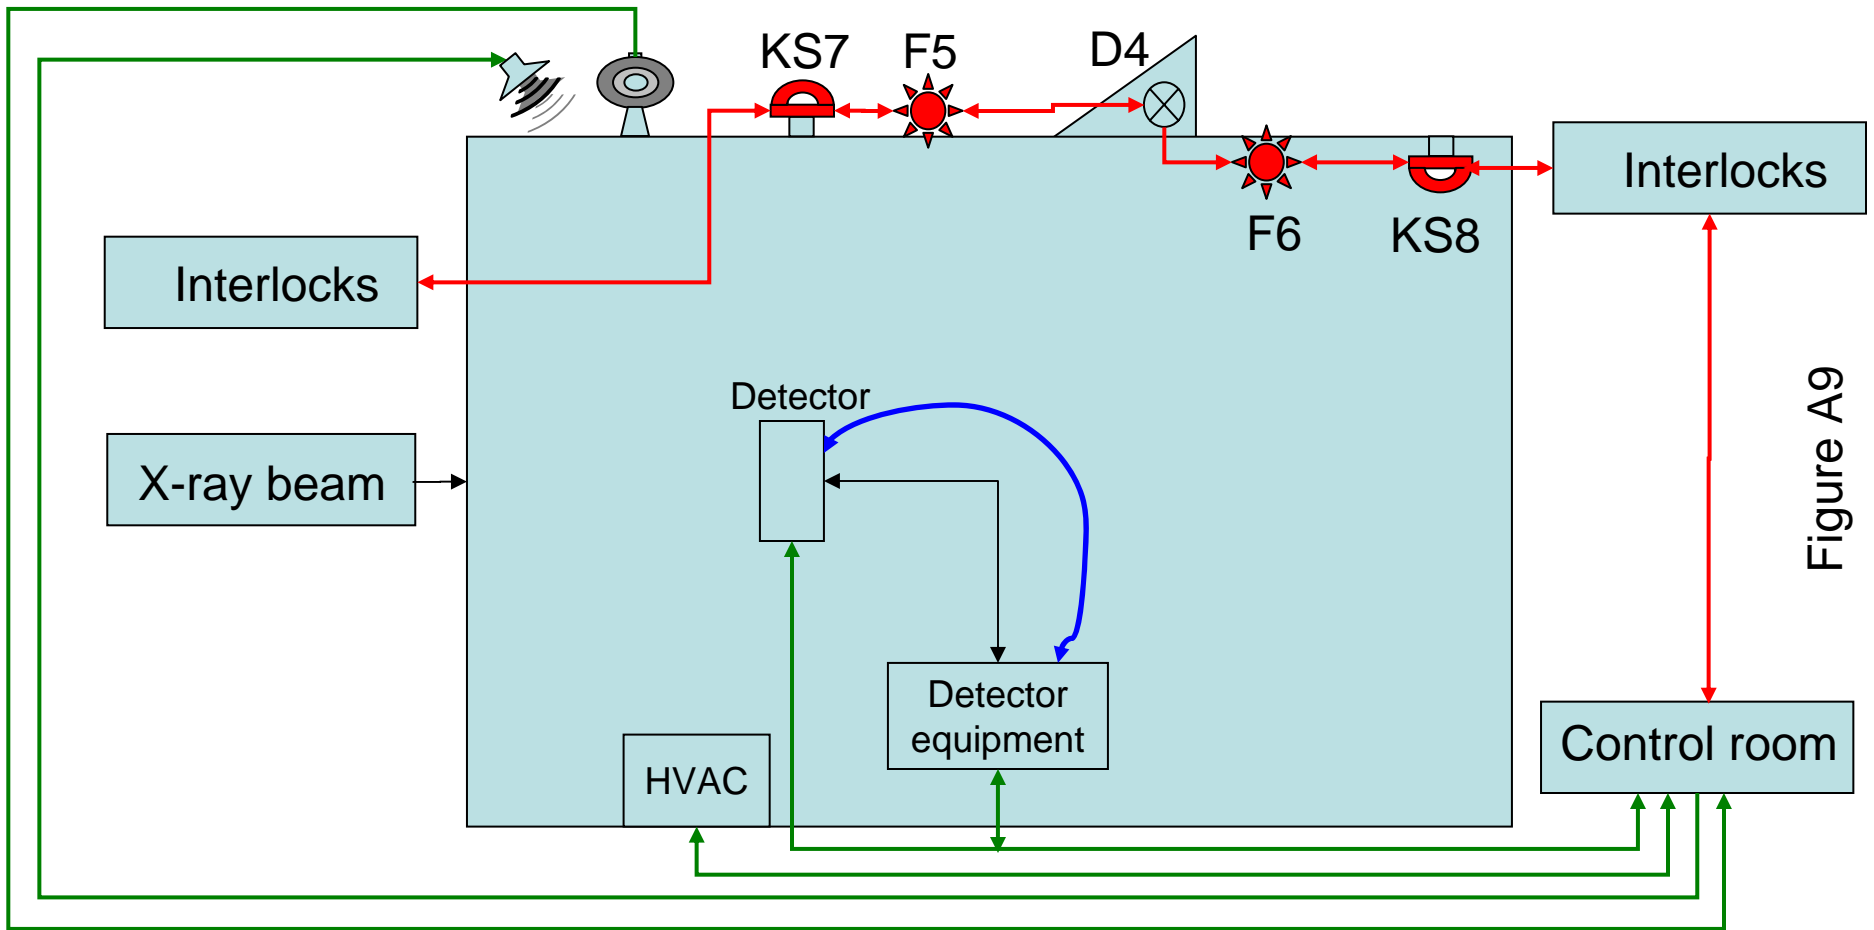 KS7
F5
D4
Interlocks
F6
KS8
Interlocks
Detector
Figure A9
X-ray beam
Detector
equipment
Control room
HVAC